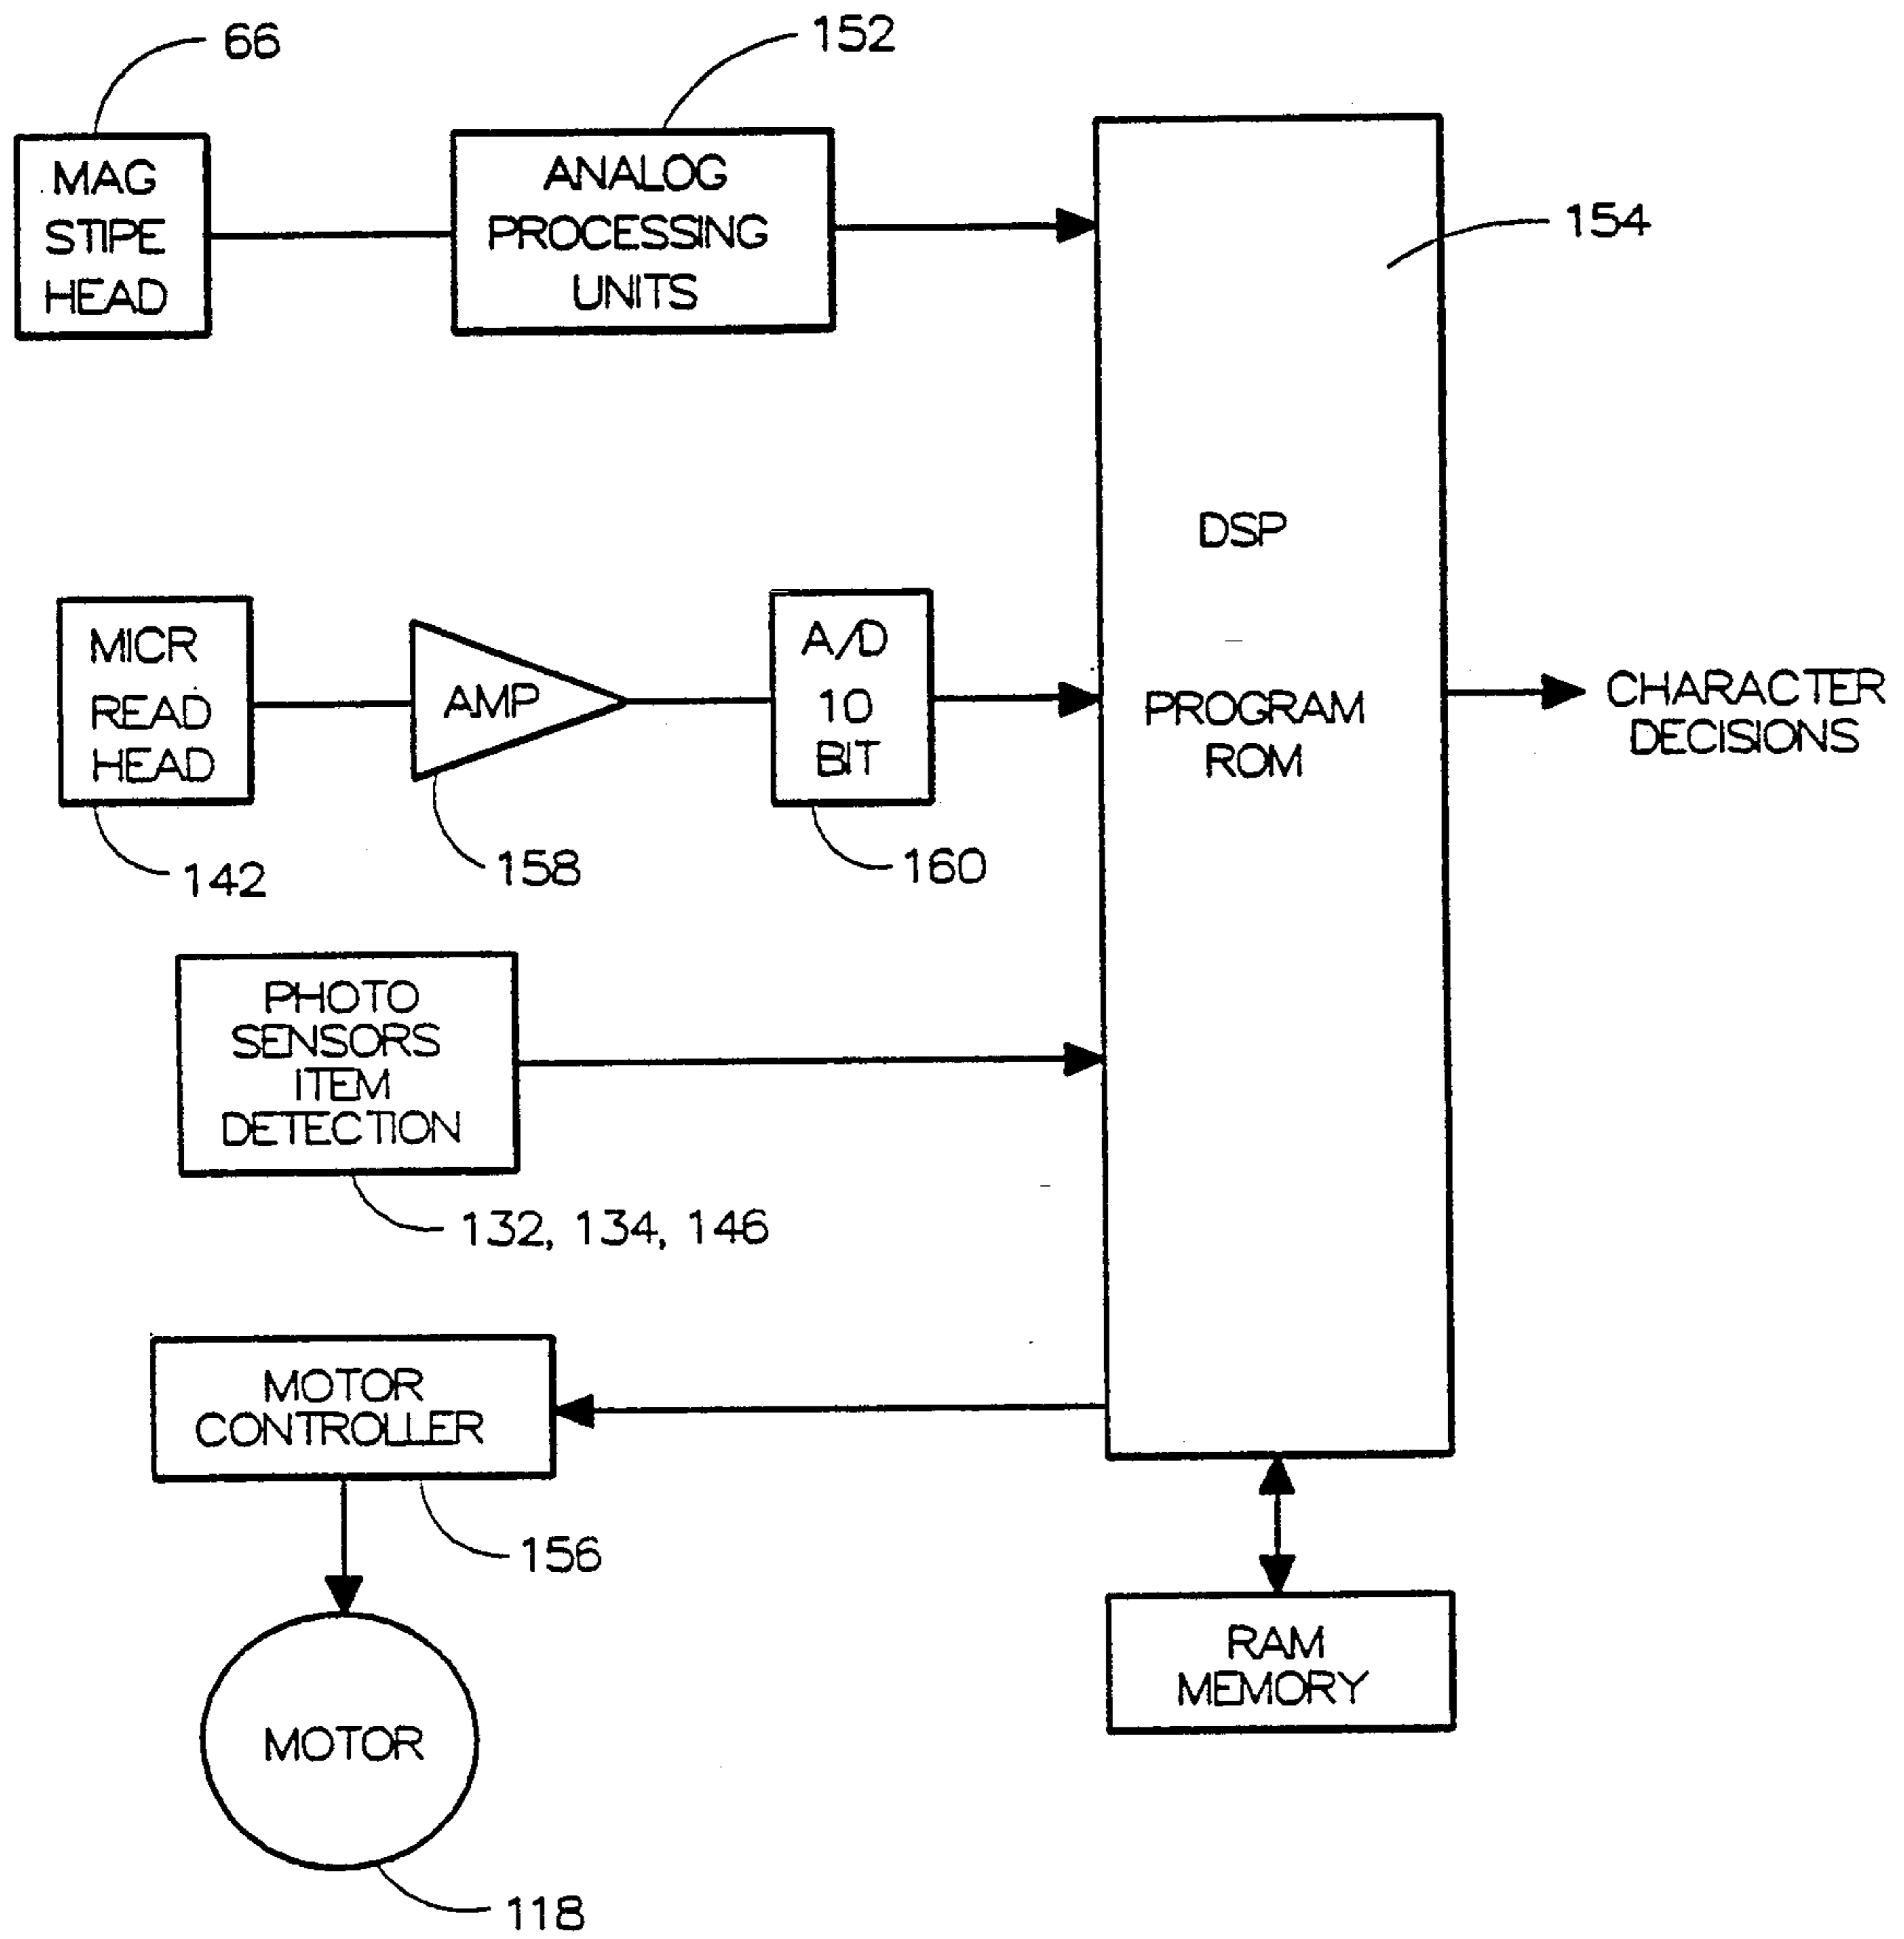 66
152
MAG
STIPE
HEAD
ANALOG
PROCESSING
UNITS
154
DSP
PROGRAM
ROM
MICR
READ
HEAD
AMP
A/D
10
BIT
CHARACTER
DECISIONS
142
158
160
PHOTO
SENSORS
ITEM
DETECTION
132, 134, 146
MOTOR
CONTROLLER
156
RAM
MEMORY
MOTOR
118